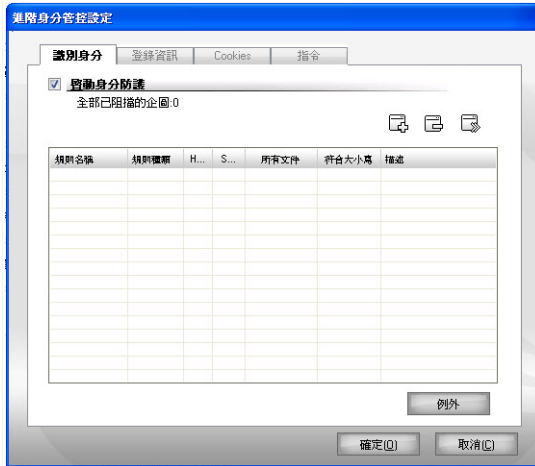 進階身分管控設定
識別身分 登錄資訊 Cookies 指令
啓動身分防護
全部已阻擋的企圖:0
規則名稱 規則種類 H... S... 所有文件 符合大小寫 描述
例外
確定(O) 取消(C)